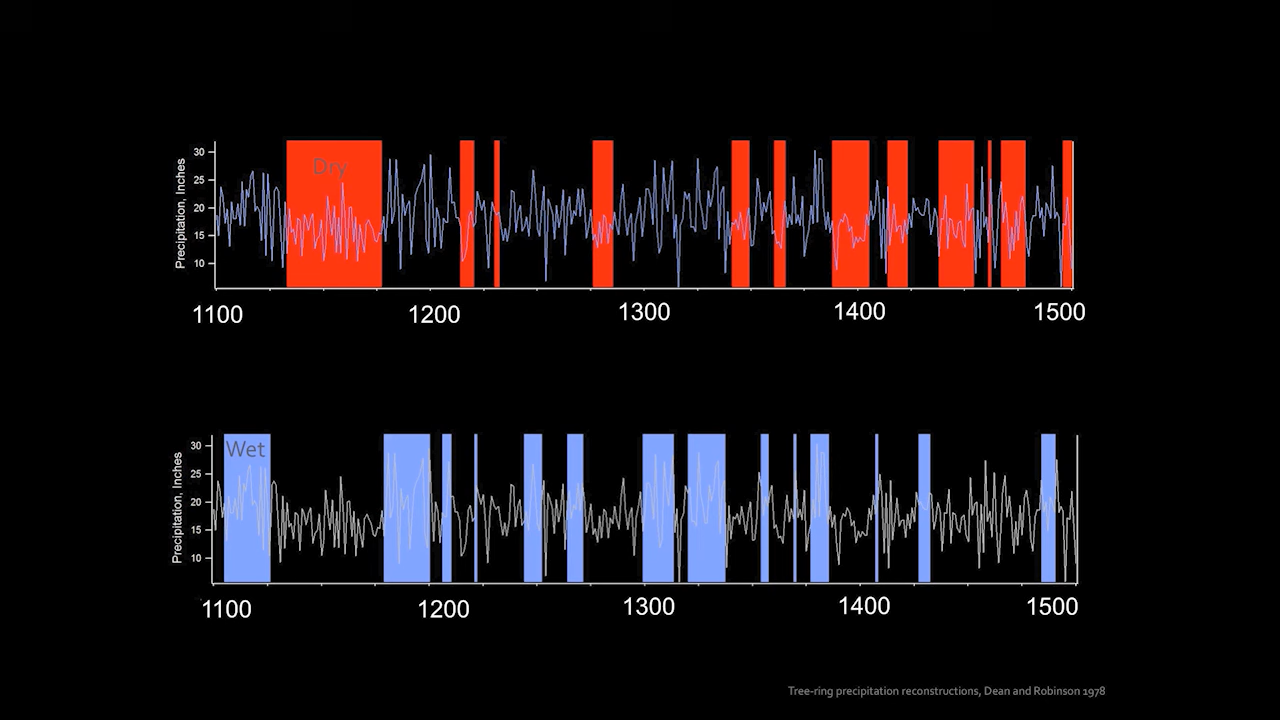 Precipitation, Inches
30
25
20
15
10
Dry
1100 1200 1300 1400 1500
Precipitation, Inches
30
25
20
15
10
Wet
1100 1200 1300 1400 1500
Tree-ring precipitation reconstructions, Dean and Robinson 1978